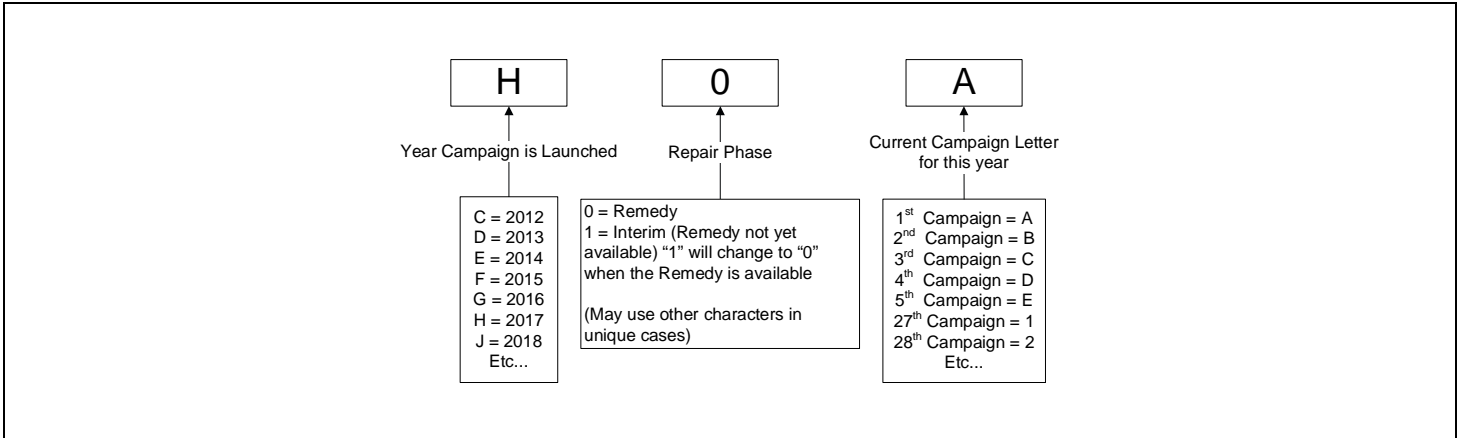 H
0
A
Year Campaign is Launched
Repair Phase
Current Campaign Letter
for this year
C = 2012
D = 2013
E = 2014
F = 2015
G = 2016
H = 2017
J = 2018
Etc...
0 = Remedy
1 = Interim (Remedy not yet
available) “1” will change to “0”
when the Remedy is available
(May use other characters in
unique cases)
1st Campaign = A
2nd Campaign = B
3rd Campaign = C
4th Campaign = D
5th Campaign = E
27th Campaign = 1
28th Campaign = 2
Etc...